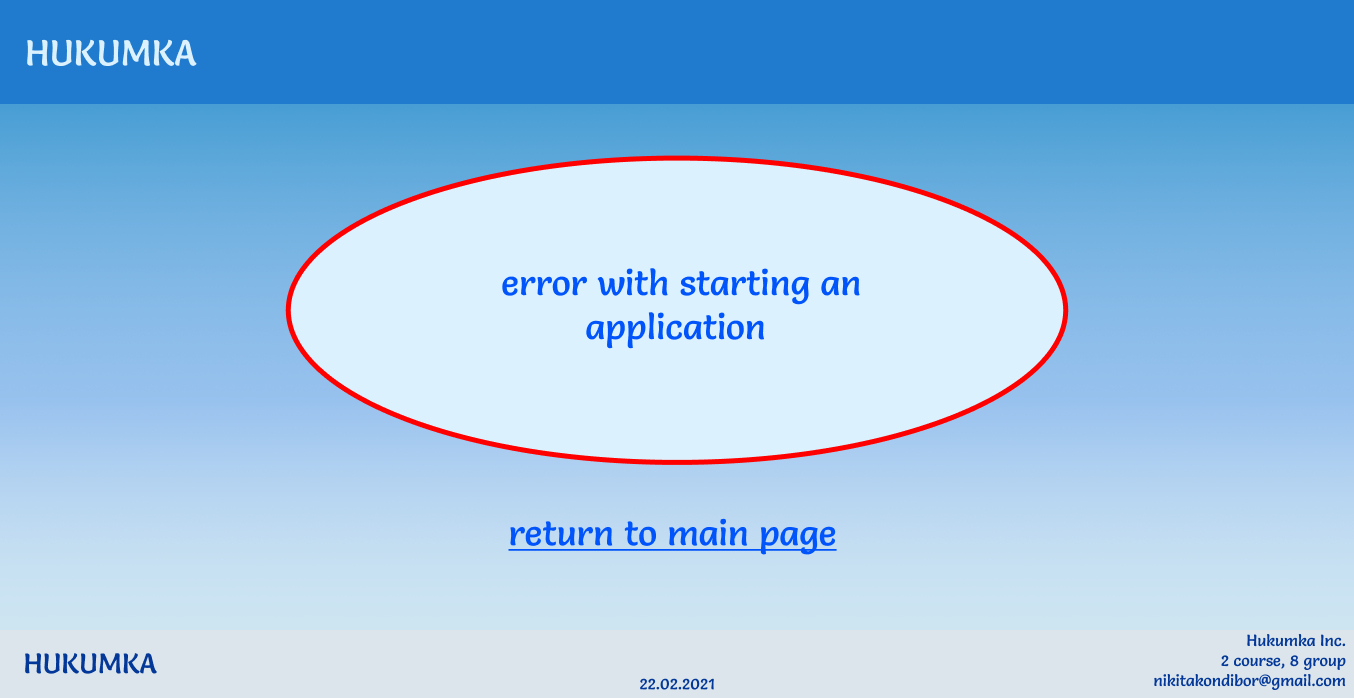 HUKUMKA
error with starting an
application
return to main page
HUKUMKA
22.02.2021
Hukumka Inc.
2 course, 8 group
nikitakondibor@gmail.com